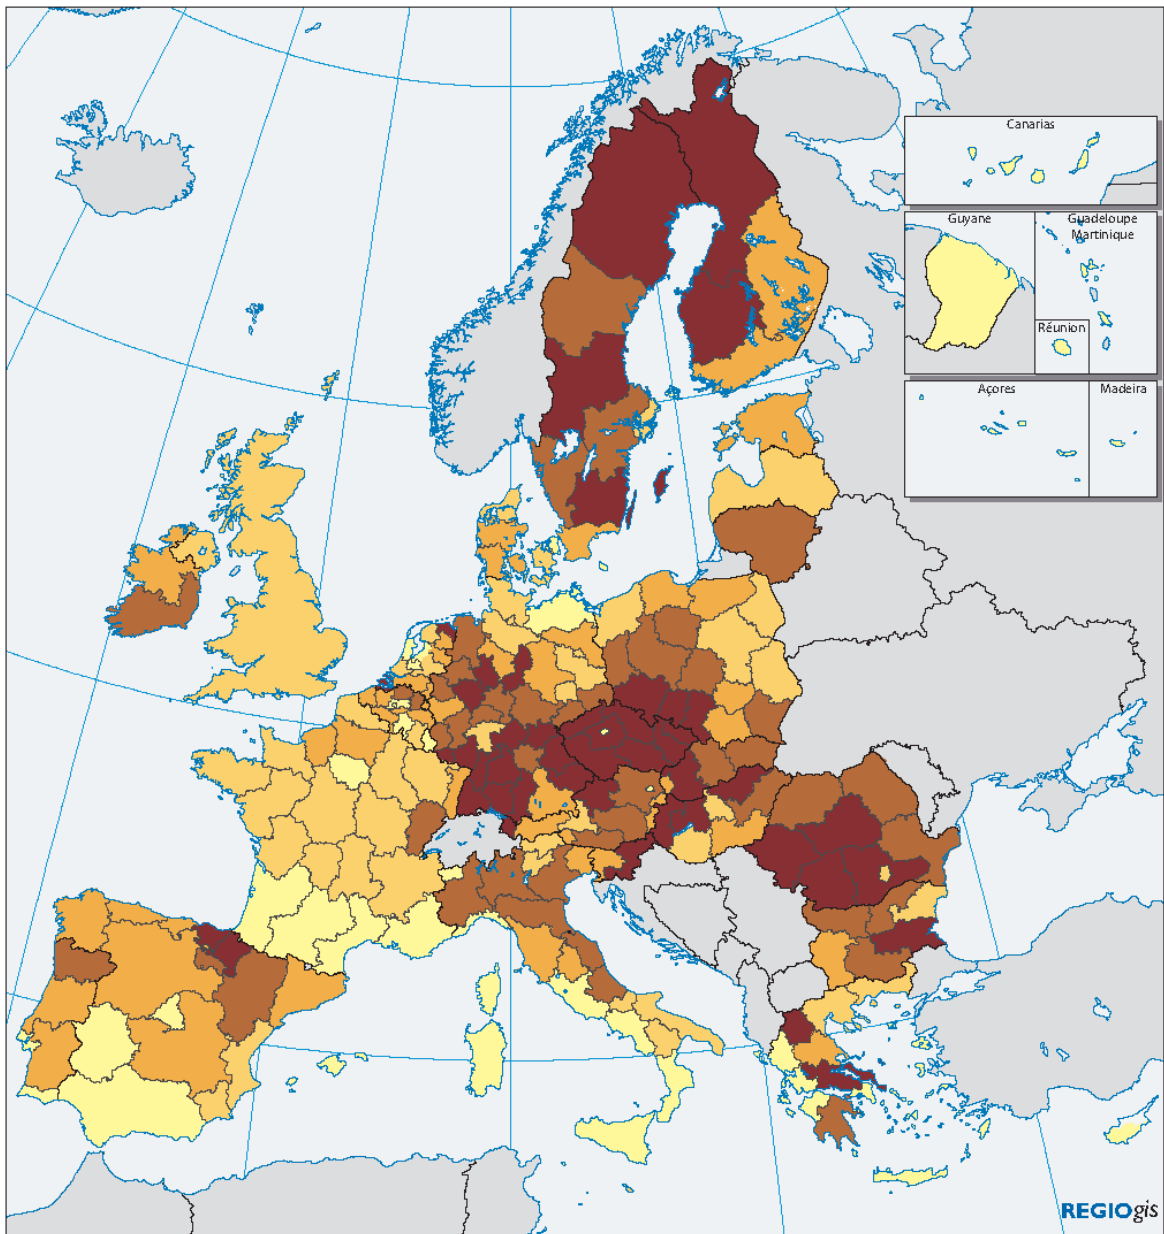 Canarias
Guyane
Guadeloupe
Martinique
Réunion
Açores
Madeira
REGIOgis